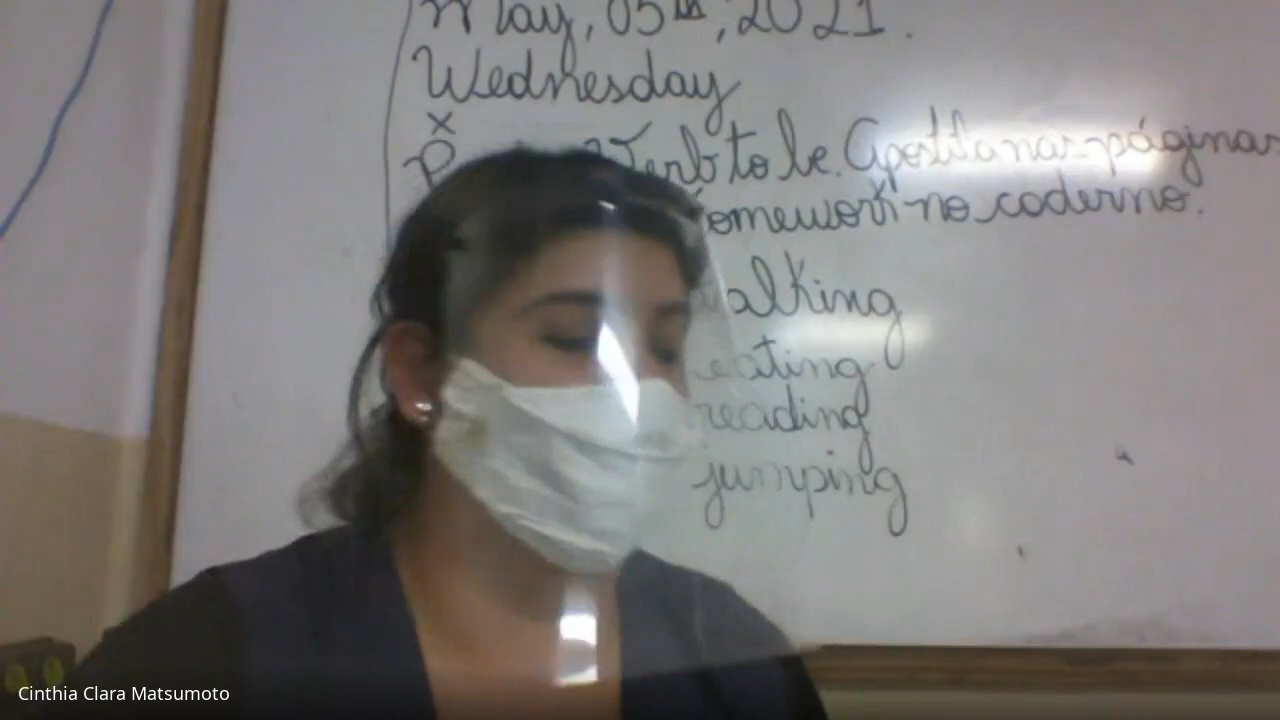 May, 05th, 2021.
Wednesday
Verb to be. Apostila nas páginas
homework no caderno.
walking
eating
reading
jumping
Cinthia Clara Matsumoto